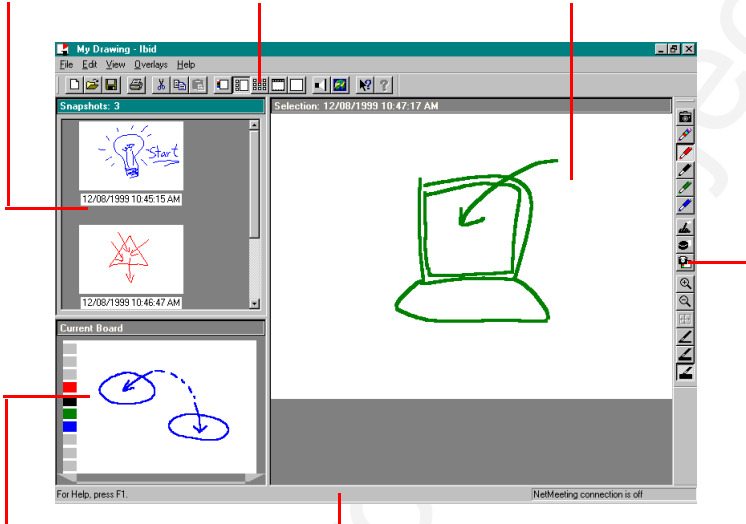 My Drawing - Ibid
File Edit View Overlays Help
Snapshots: 3
Selection: 12/08/1999 10:47:17 AM
Start
12/08/1999 10:45:15 AM
12/08/1999 10:46:47 AM
Current Board
For Help, press F1.
NetMeeting connection is off